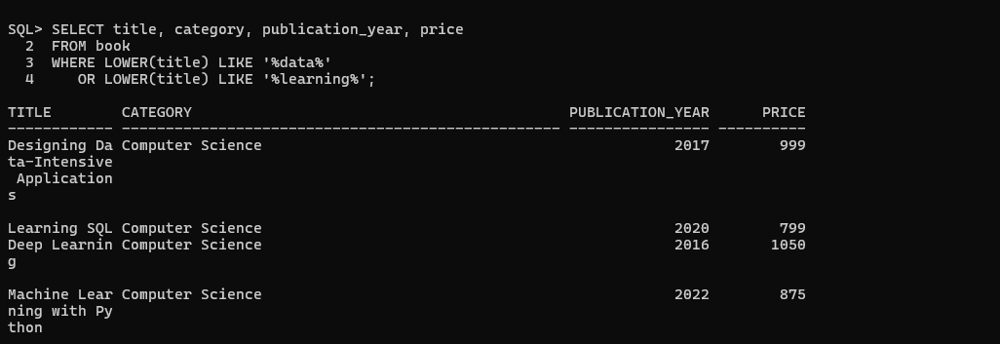 SQL> SELECT title, category, publication_year, price
  2  FROM book
  3  WHERE LOWER(title) LIKE '%data%'
  4     OR LOWER(title) LIKE '%learning%';

TITLE        CATEGORY                                           PUBLICATION_YEAR      PRICE
------------ -------------------------------------------------- ---------------- ----------
Designing Da Computer Science                                               2017        999
ta-Intensive
 Application
s

Learning SQL Computer Science                                               2020        799
Deep Learnin Computer Science                                               2016       1050
g

Machine Lear Computer Science                                               2022        875
ning with Py
thon